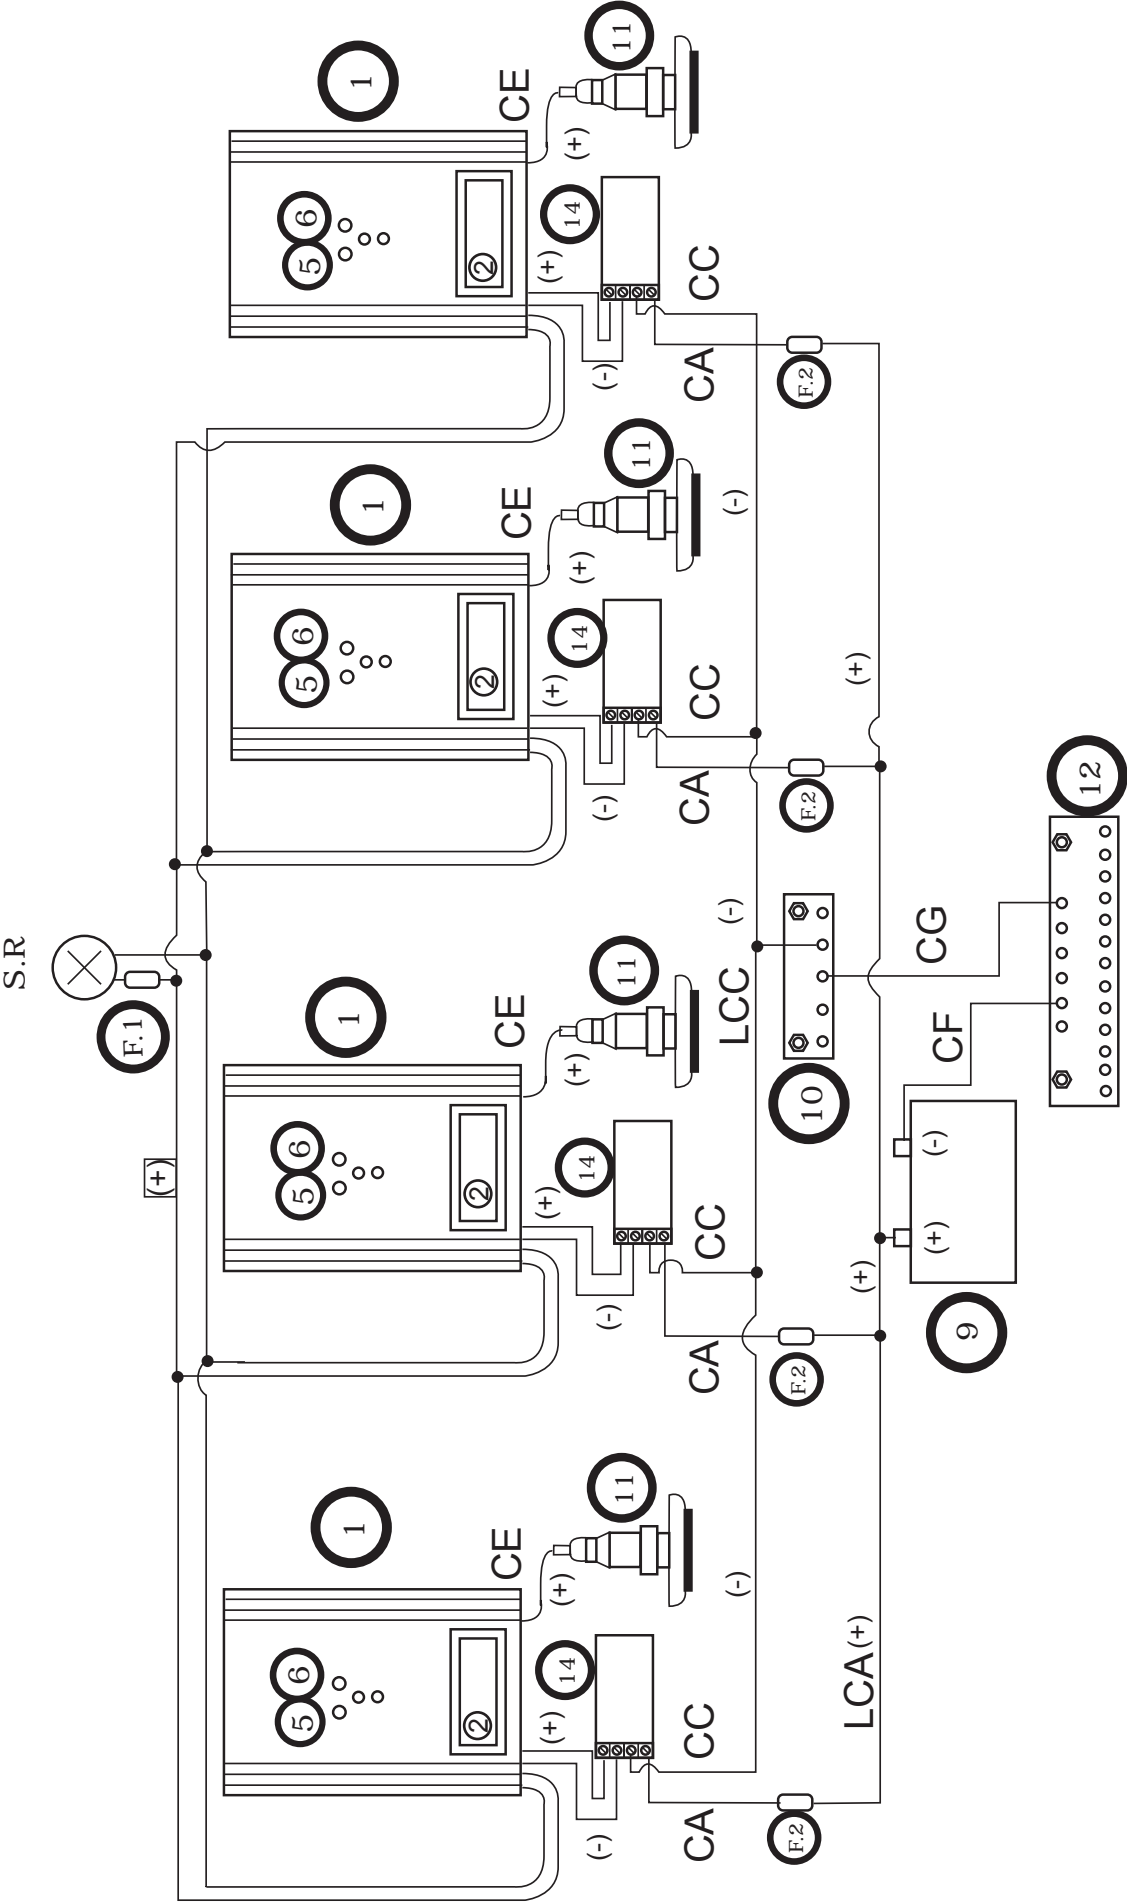 S.R
F.1
(+)
5 6
1
2
CE
(+)
11
(+)
14
(-)
CC
CA
F.2
5 6
1
2
CE
(+)
11
(+)
14
(-)
CC
CA
F.2
5 6
1
2
CE
(+)
11
(+)
14
(-)
CC
CA
F.2
5 6
1
2
CE
(+)
11
(+)
14
(-)
CC
CA
F.2
(-)
LCC
(-)
(-)
10
LCA (+)
(+)
(+)
9
(+)
(-)
CF
CG
12